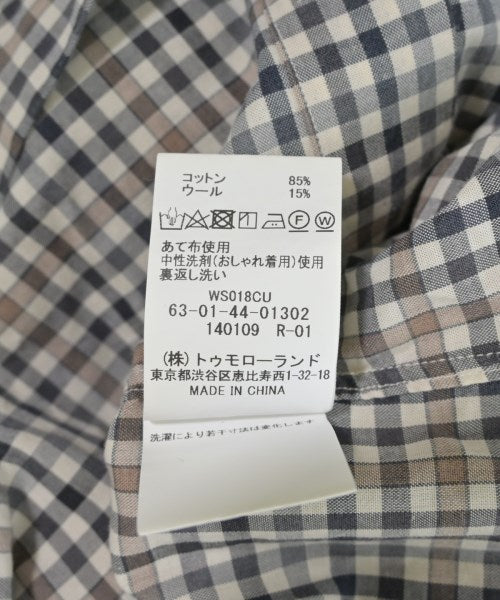 コットン 85%
ウール 15%
F W
あて布使用
中性洗剤(おしゃれ着用)使用
裏返し洗い
WS018CU
63-01-44-01302
140109 R-01
(株)トゥモローランド
東京都渋谷区恵比寿西1-32-18
MADE IN CHINA
洗濯により若干寸法は変化します